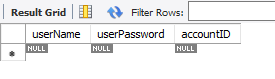 Result Grid Filter Rows:
userName userPassword accountID
NULL NULL NULL